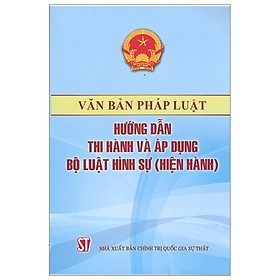 VĂN BẢN PHÁP LUẬT
HƯỚNG DẪN
THI HÀNH VÀ ÁP DỤNG
BỘ LUẬT HÌNH SỰ (HIỆN HÀNH)
ST
NHÀ XUẤT BẢN CHÍNH TRỊ QUỐC GIA SỰ THẬT